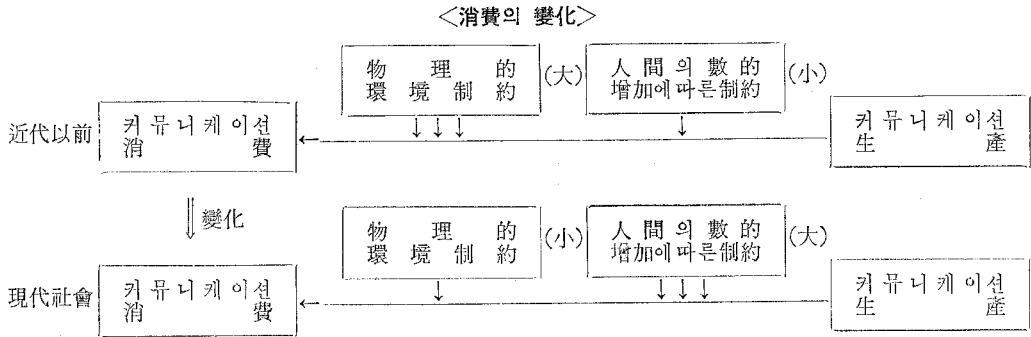 <消費의 變化>
物理的 (大) 人間의數的 (小)
環境制約 增加에따른制約
커뮤니케이션 커뮤니케이션
近代以前
消費 生產
變化
物理的 (小) 人間의數的 (大)
環境制約 增加에따른制約
커뮤니케이션 커뮤니케이션
現代社會
消費 生產